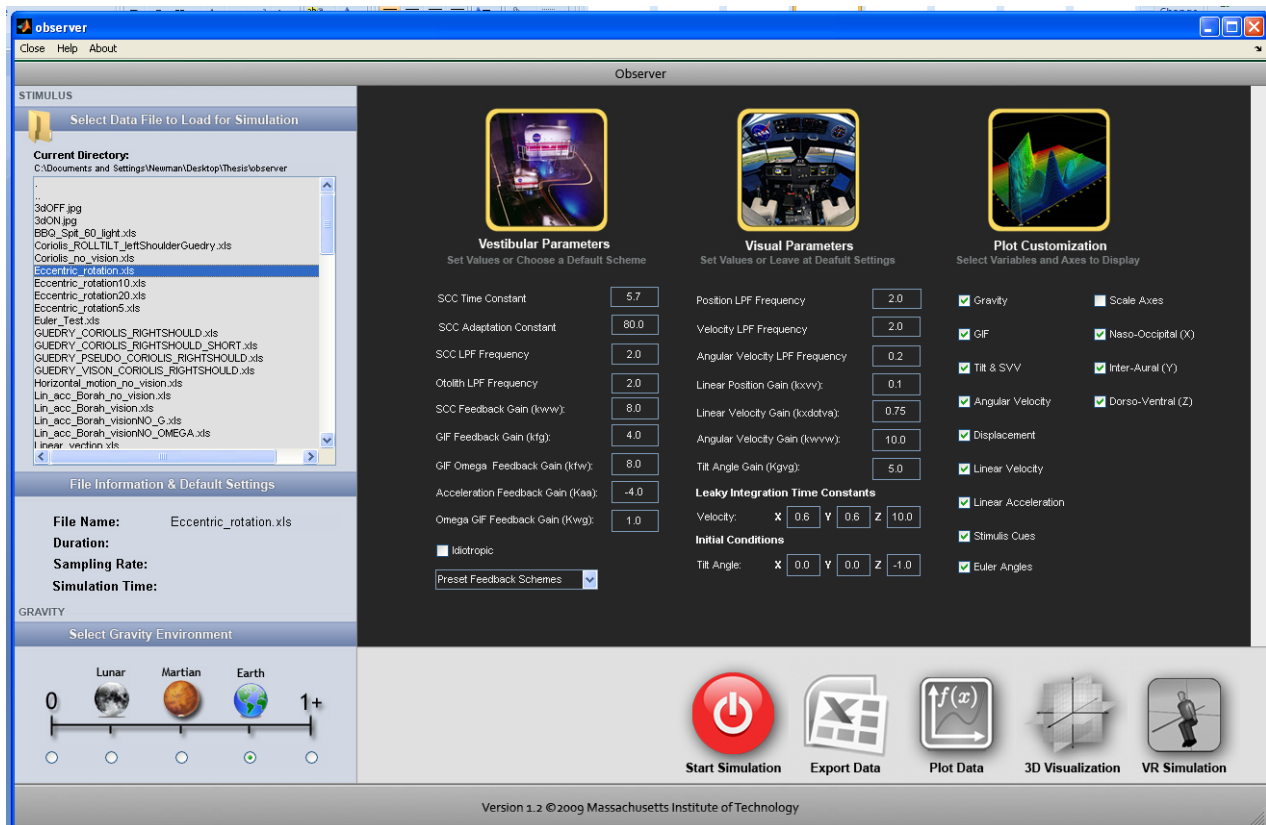 observer
Close Help About
Observer
STIMULUS
Select Data File to Load for Simulation
Current Directory:
C:\Documents and Settings\Newman\Desktop\Thesis\observer
.
..
3dOFF.jpg
3dON.jpg
BBQ_Spit_60_light.xls
Coriolis_ROLLTILT_leftShoulderGuedry.xls
Coriolis_no_vision.xls
Eccentric_rotation.xls
Eccentric_rotation10.xls
Eccentric_rotation20.xls
Eccentric_rotation5.xls
Euler_Test.xls
GUEDRY_CORIOLIS_RIGHTSHOULD.xls
GUEDRY_CORIOLIS_RIGHTSHOULD_SHORT.xls
GUEDRY_PSEUDO_CORIOLIS_RIGHTSHOULD.xls
GUEDRY_VISON_CORIOLIS_RIGHTSHOULD.xls
Horizontal_motion_no_vision.xls
Lin_acc_Borah_no_vision.xls
Lin_acc_Borah_vision.xls
Lin_acc_Borah_visionNO_G.xls
Lin_acc_Borah_visionNO_OMEGA.xls
Linear_vection.xls
File Information & Default Settings
File Name: Eccentric_rotation.xls
Duration:
Sampling Rate:
Simulation Time:
GRAVITY
Select Gravity Environment
Lunar Martian Earth
0 1+
Vestibular Parameters
Set Values or Choose a Default Scheme
SCC Time Constant 5.7
SCC Adaptation Constant 80.0
SCC LPF Frequency 2.0
Otolith LPF Frequency 2.0
SCC Feedback Gain (kww): 8.0
GIF Feedback Gain (kfg): 4.0
GIF Omega Feedback Gain (kfw): 8.0
Acceleration Feedback Gain (Kaa): -4.0
Omega GIF Feedback Gain (Kwg): 1.0
Idiotropic
Preset Feedback Schemes
NASA
Visual Parameters
Set Values or Leave at Deafult Settings
Position LPF Frequency 2.0
Velocity LPF Frequency 2.0
Angular Velocity LPF Frequency 0.2
Linear Position Gain (kxvv): 0.1
Linear Velocity Gain (kxdotva): 0.75
Angular Velocity Gain (kwvw): 10.0
Tilt Angle Gain (Kgvg): 5.0
Leaky Integration Time Constants
Velocity: X 0.6 Y 0.6 Z 10.0
Initial Conditions
Tilt Angle: X 0.0 Y 0.0 Z -1.0
Plot Customization
Select Variables and Axes to Display
Gravity Scale Axes
GIF Naso-Occipital (X)
Tilt & SVV Inter-Aural (Y)
Angular Velocity Dorso-Ventral (Z)
Displacement
Linear Velocity
Linear Acceleration
Stimulis Cues
Euler Angles
f(x)
Start Simulation Export Data Plot Data 3D Visualization VR Simulation
Version 1.2 ©2009 Massachusetts Institute of Technology